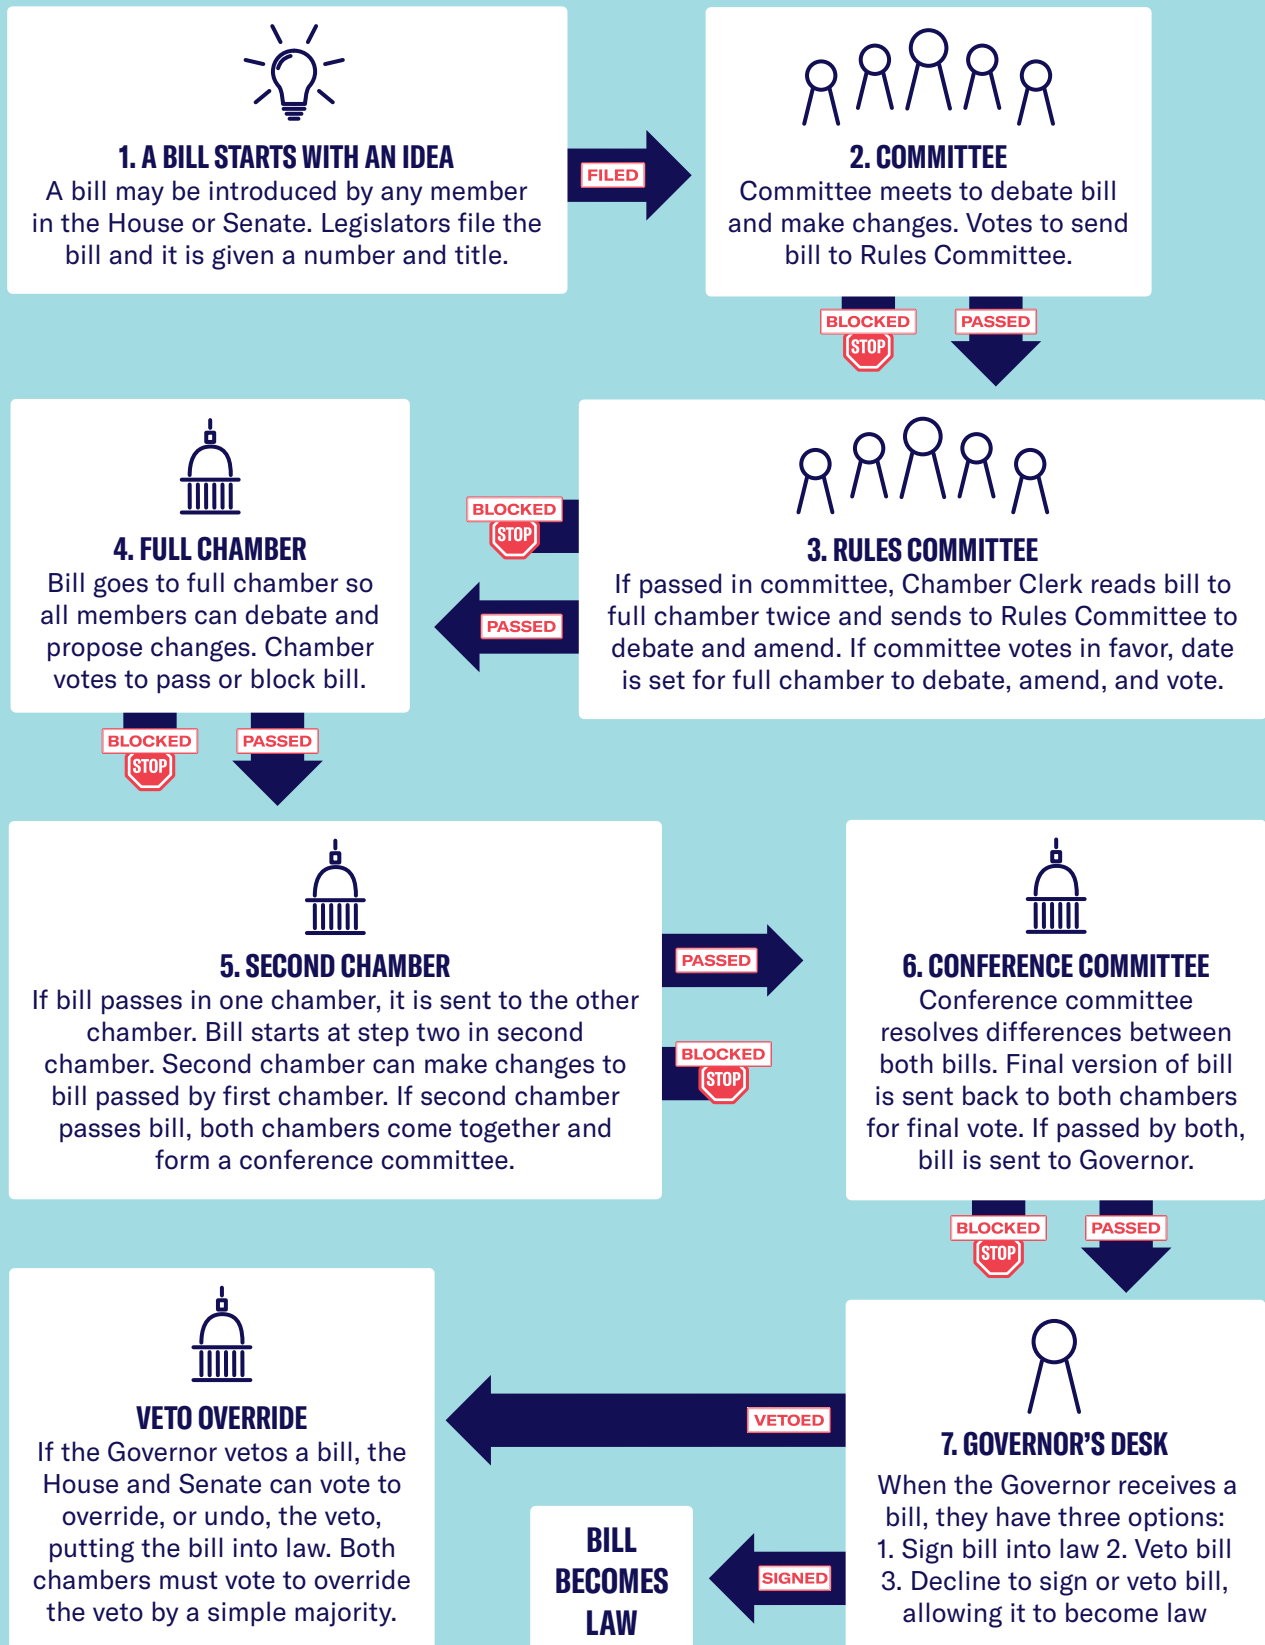 1. A BILL STARTS WITH AN IDEA
A bill may be introduced by any member
in the House or Senate. Legislators file the
bill and it is given a number and title.
FILED
2. COMMITTEE
Committee meets to debate bill
and make changes. Votes to send
bill to Rules Committee.
BLOCKED
STOP
PASSED
3. RULES COMMITTEE
If passed in committee, Chamber Clerk reads bill to
full chamber twice and sends to Rules Committee to
debate and amend. If committee votes in favor, date
is set for full chamber to debate, amend, and vote.
BLOCKED
STOP
PASSED
4. FULL CHAMBER
Bill goes to full chamber so
all members can debate and
propose changes. Chamber
votes to pass or block bill.
BLOCKED
STOP
PASSED
5. SECOND CHAMBER
If bill passes in one chamber, it is sent to the other
chamber. Bill starts at step two in second
chamber. Second chamber can make changes to
bill passed by first chamber. If second chamber
passes bill, both chambers come together and
form a conference committee.
PASSED
BLOCKED
STOP
6. CONFERENCE COMMITTEE
Conference committee
resolves differences between
both bills. Final version of bill
is sent back to both chambers
for final vote. If passed by both,
bill is sent to Governor.
BLOCKED
STOP
PASSED
7. GOVERNOR'S DESK
When the Governor receives a
bill, they have three options:
1. Sign bill into law 2. Veto bill
3. Decline to sign or veto bill,
allowing it to become law
VETOED
VETO OVERRIDE
If the Governor vetos a bill, the
House and Senate can vote to
override, or undo, the veto,
putting the bill into law. Both
chambers must vote to override
the veto by a simple majority.
SIGNED
BILL
BECOMES
LAW